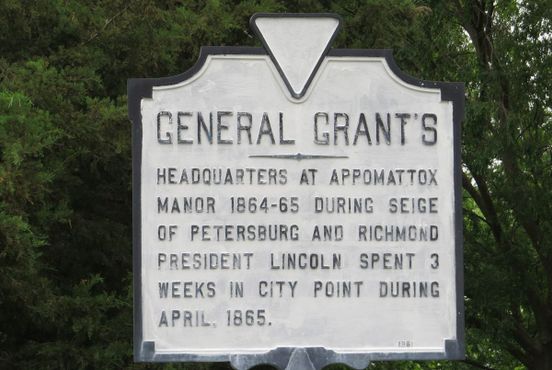 GENERAL GRANT'S
HEADQUARTERS AT APPOMATTOX
MANOR 1864-65 DURING SEIGE
OF PETERSBURG AND RICHMOND
PRESIDENT LINCOLN SPENT 3
WEEKS IN CITY POINT DURING
APRIL, 1865.